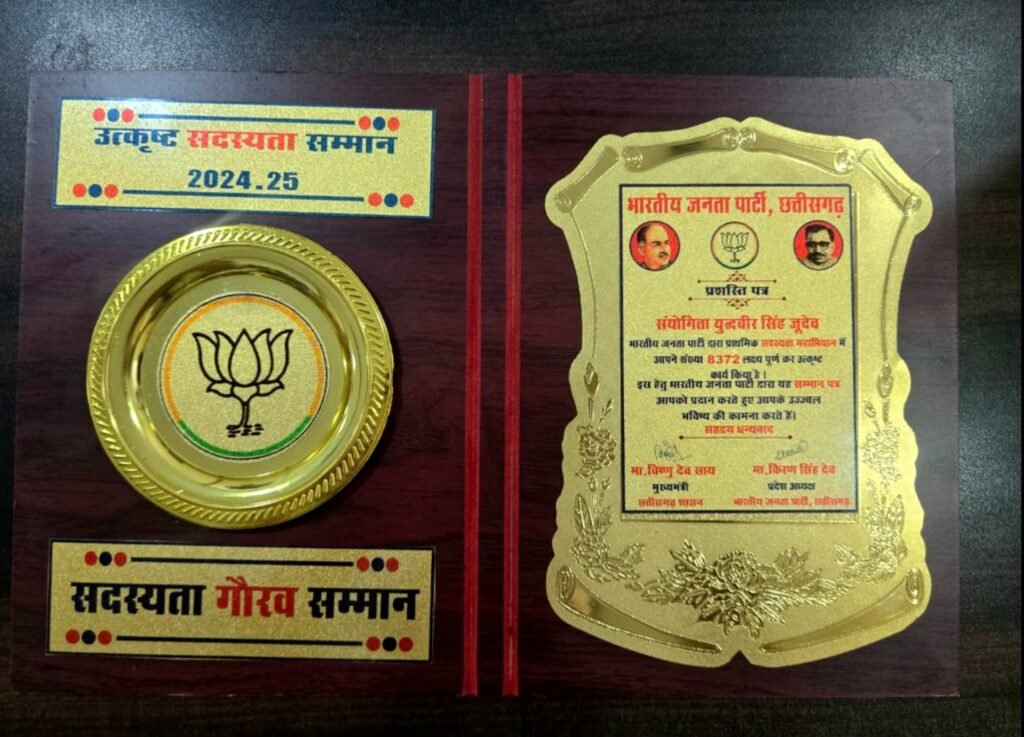 उत्कृष्ट सदस्यता सम्मान
2024.25
सदस्यता गौरव सम्मान
भारतीय जनता पार्टी, छत्तीसगढ़
प्रशस्ति पत्र
संयोगिता युद्धवीर सिंह जूदेव
भारतीय जनता पार्टी द्वारा प्राथमिक सदस्यता महाभियान में
आपने संख्या 8372 लक्ष्य पूर्ण कर उत्कृष्ट
कार्य किया है।
इस हेतु भारतीय जनता पार्टी द्वारा यह सम्मान पत्र
आपको प्रदान करते हुए आपके उज्ज्वल
भविष्य की कामना करते हैं।
सहृदय धन्यवाद
मा.विष्णु देव साय
मुख्यमंत्री
छत्तीसगढ़ शासन
मा.किरण सिंह देव
प्रदेश अध्यक्ष
भारतीय जनता पार्टी, छत्तीसगढ़